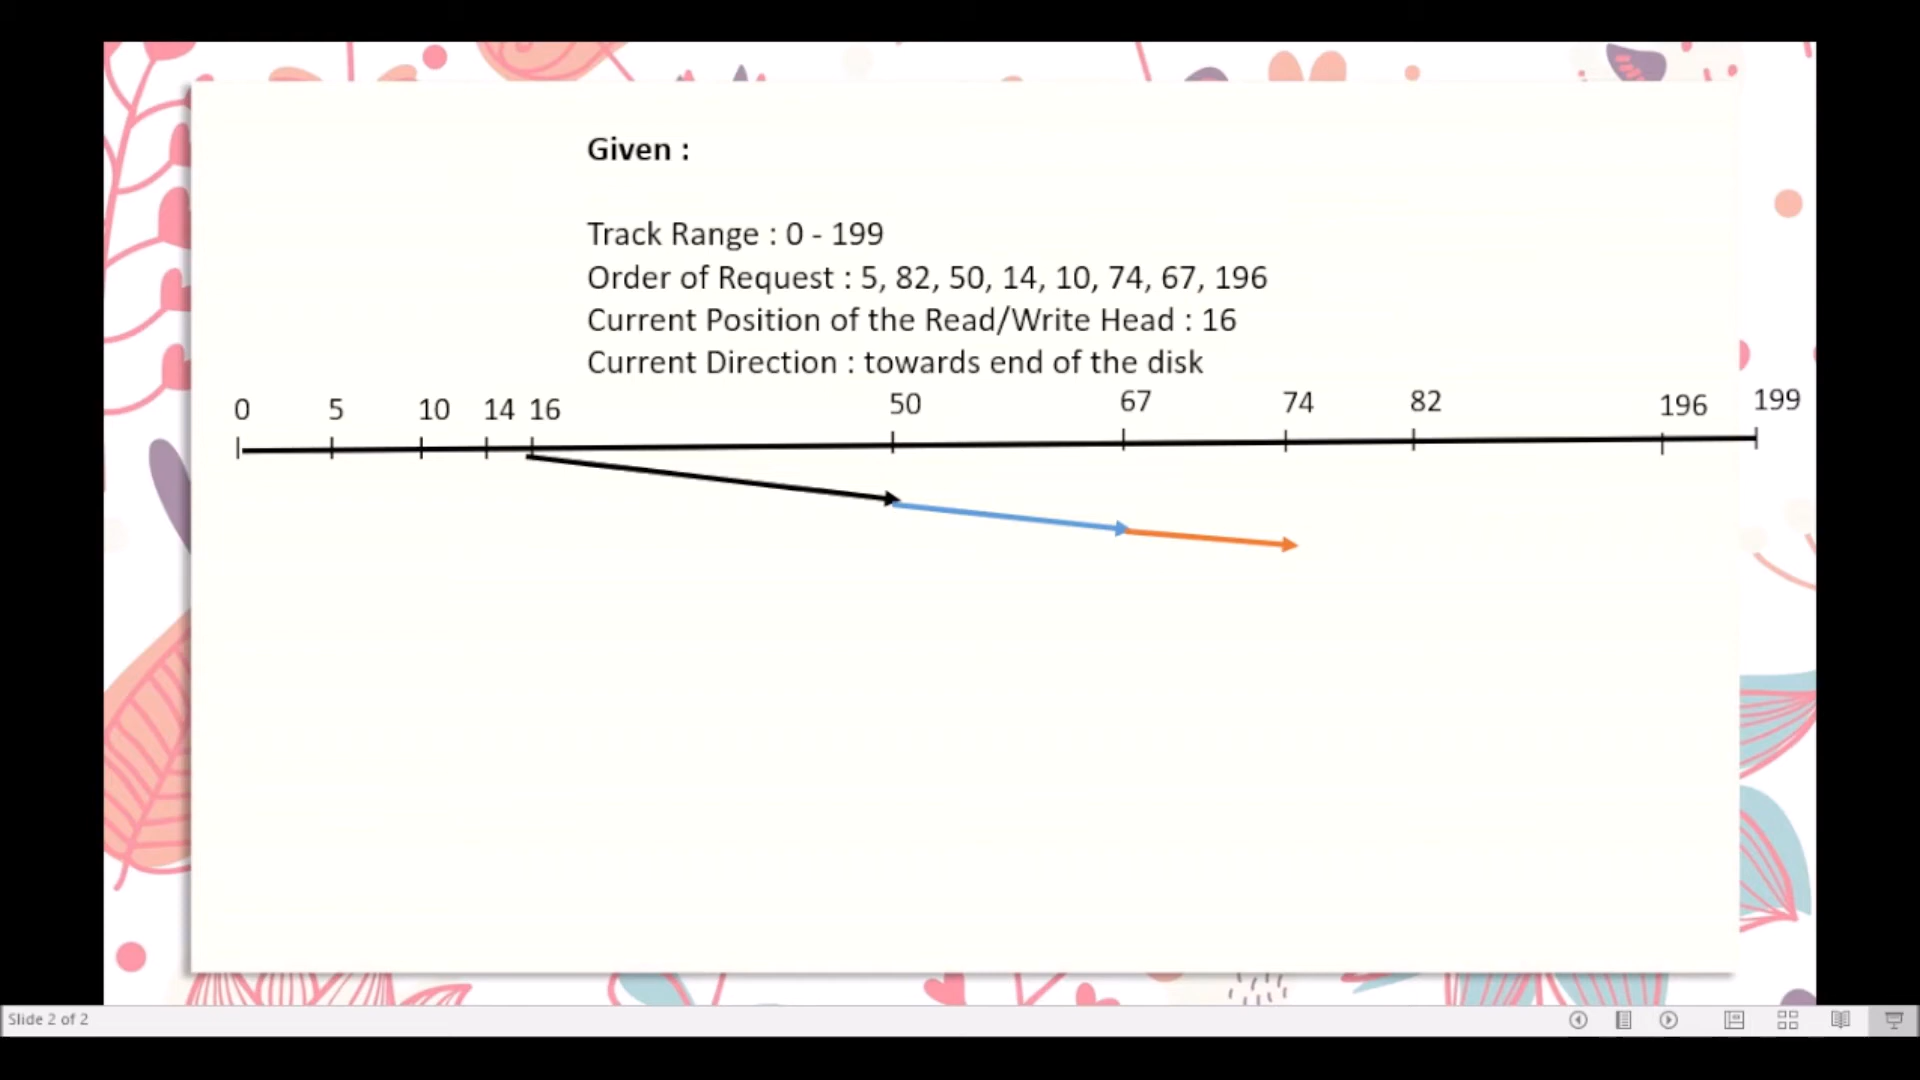 Given :
Track Range : 0 - 199
Order of Request : 5, 82, 50, 14, 10, 74, 67, 196
Current Position of the Read/Write Head : 16
Current Direction : towards end of the disk
0 5 10 14 16 50 67 74 82 196 199
Slide 2 of 2